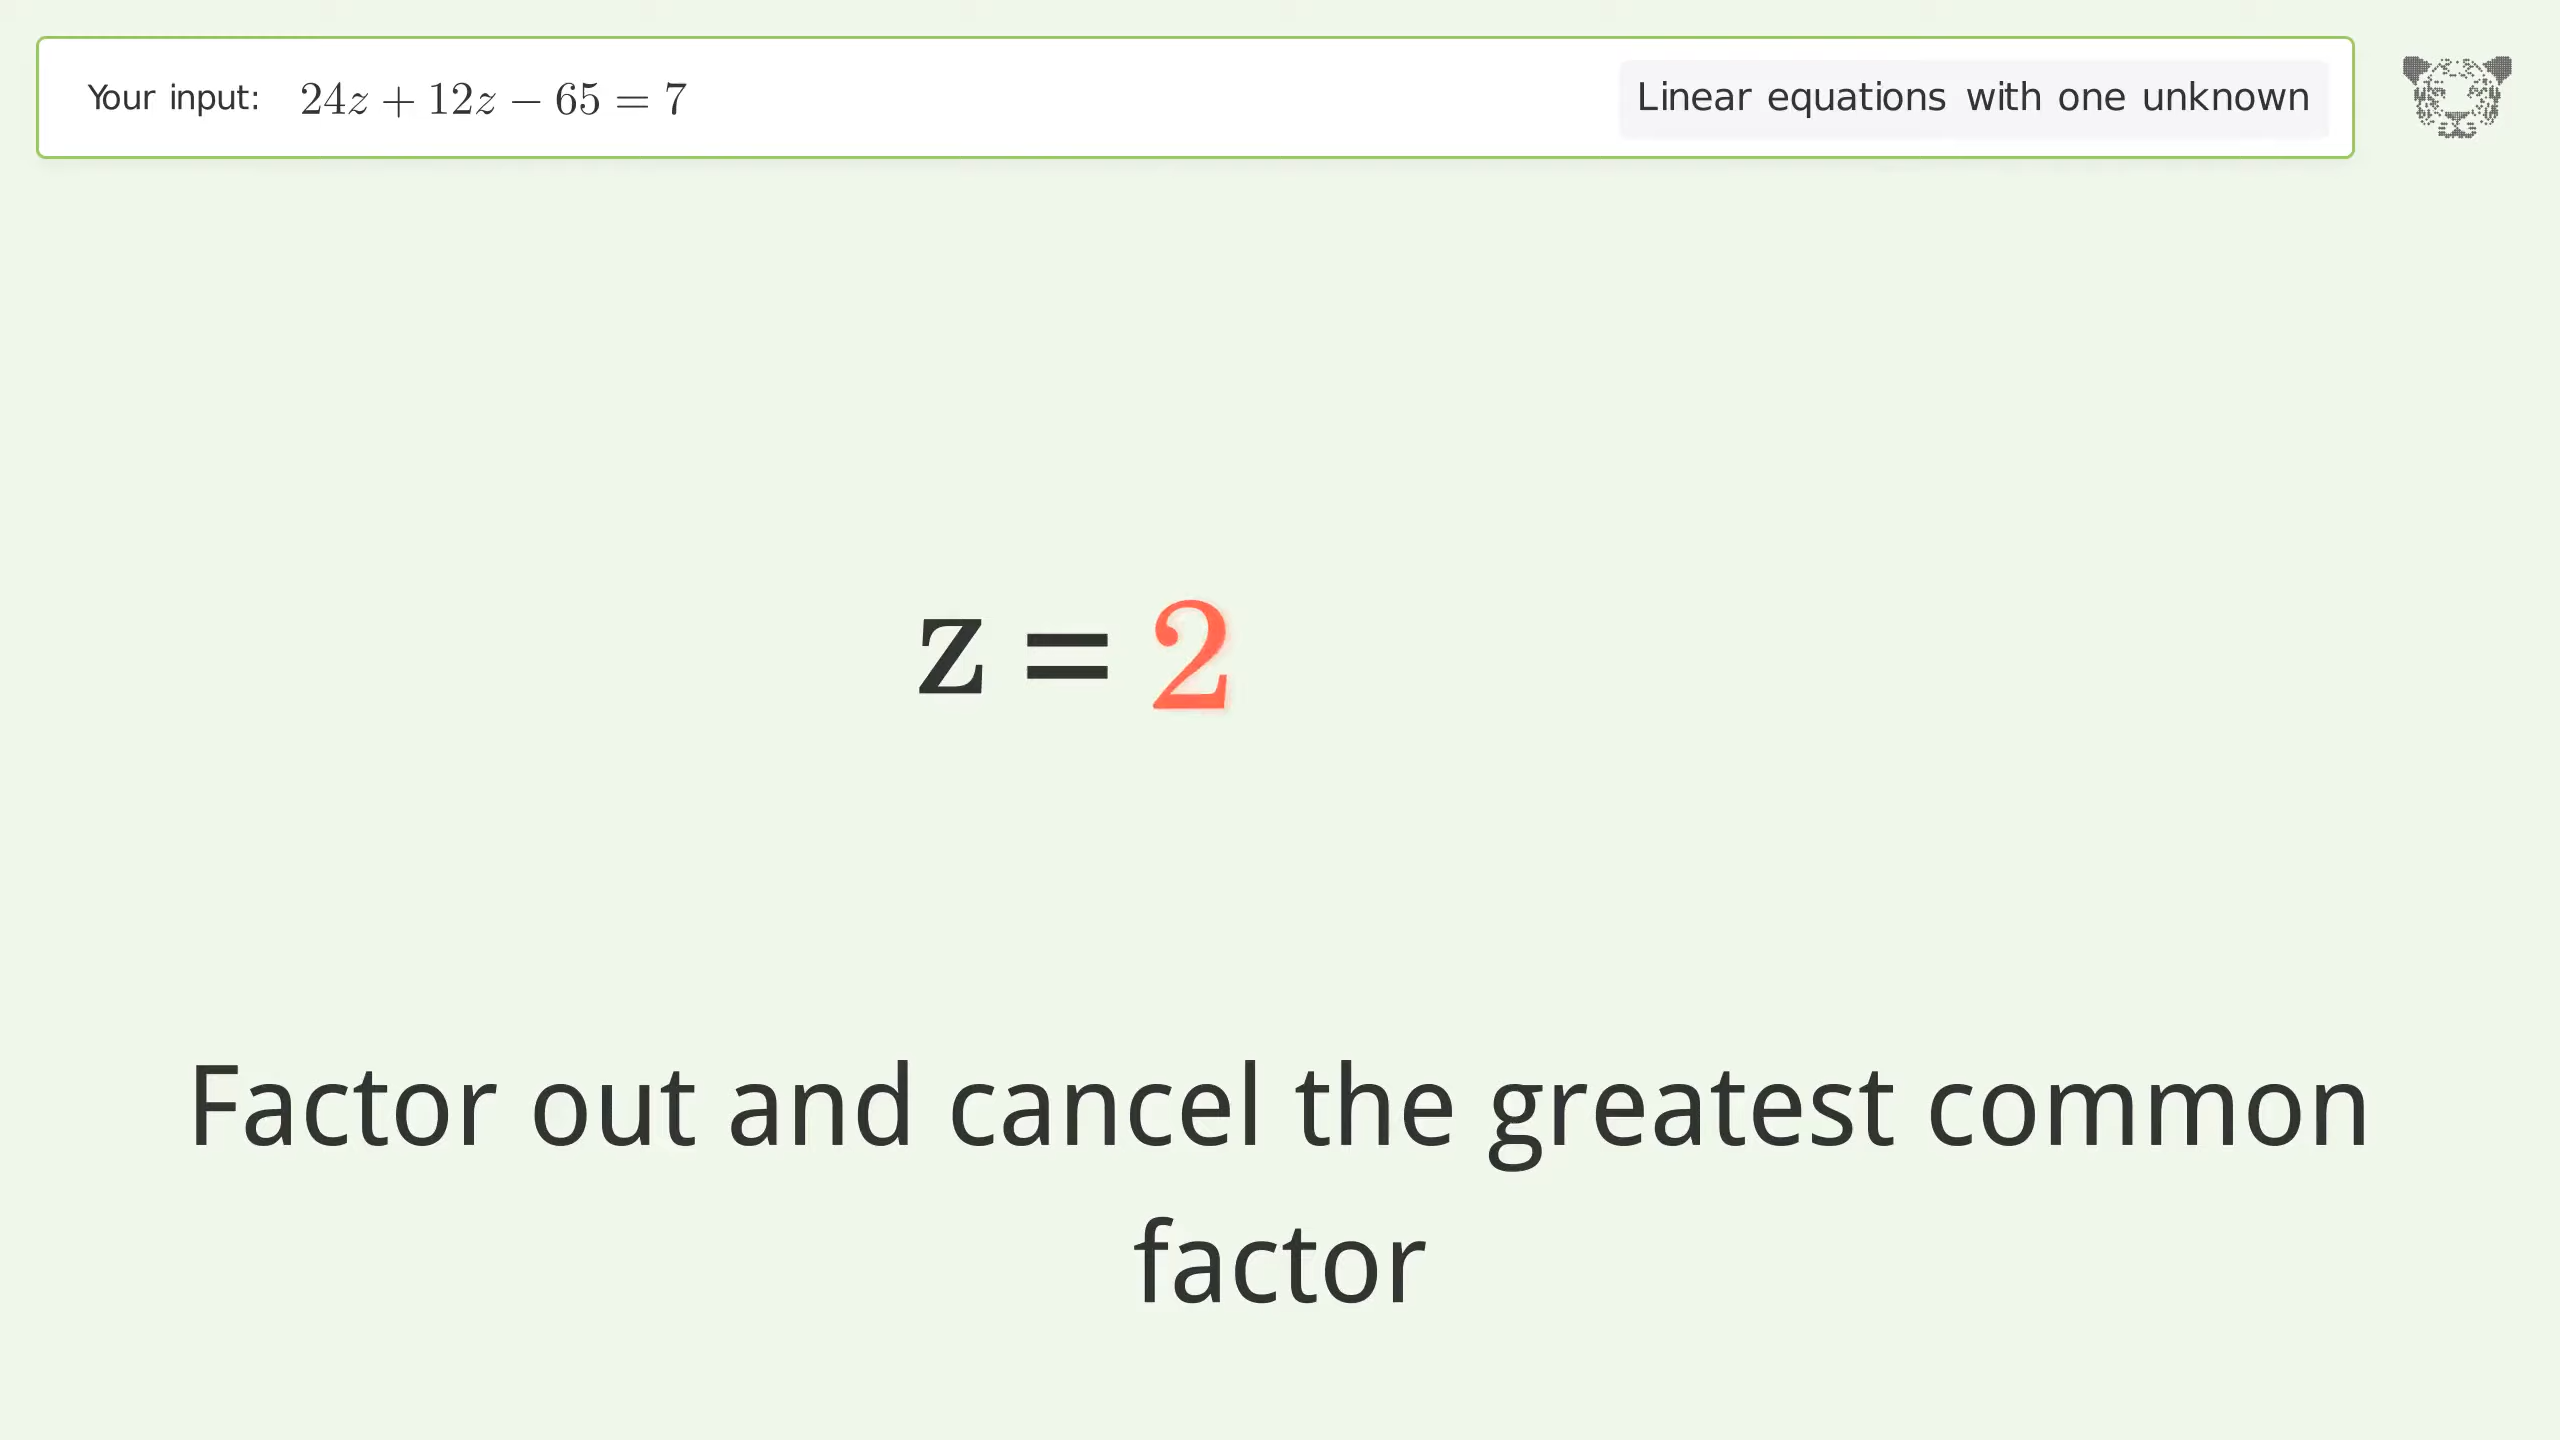 Your input: 24z + 12z − 65 = 7
Linear equations with one unknown
z = 2
Factor out and cancel the greatest common
factor